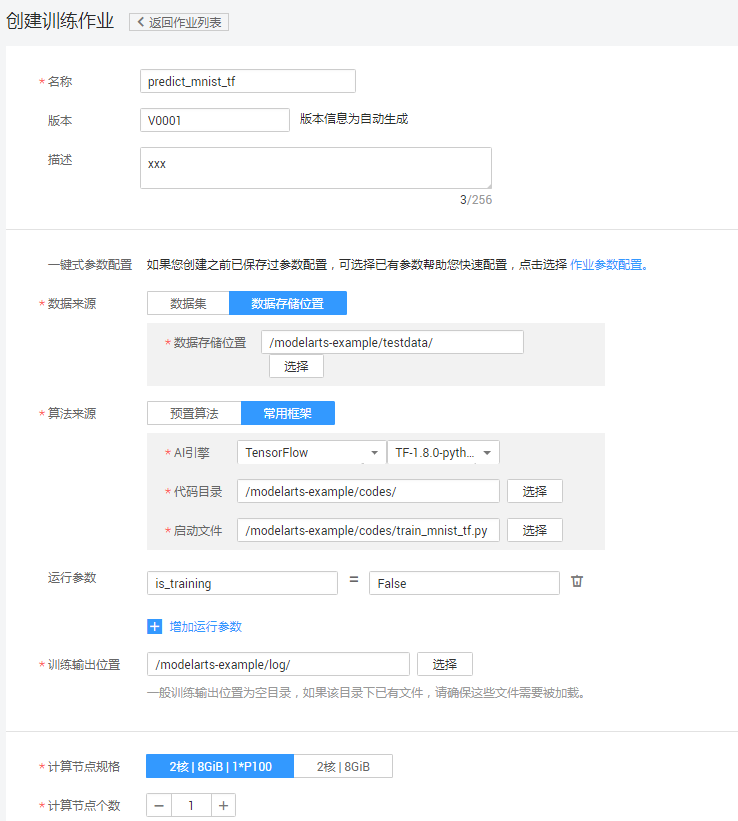 创建训练作业 返回作业列表
* 名称 predict_mnist_tf
版本 V0001 版本信息为自动生成
描述 xxx
3/256
一键式参数配置 如果您创建之前已保存过参数配置，可选择已有参数帮助您快速配置，点击选择 作业参数配置。
* 数据来源 数据集 数据存储位置
* 数据存储位置 /modelarts-example/testdata/
选择
* 算法来源 预置算法 常用框架
* AI引擎 TensorFlow TF-1.8.0-pyth...
* 代码目录 /modelarts-example/codes/ 选择
* 启动文件 /modelarts-example/codes/train_mnist_tf.py 选择
运行参数 is_training = False
增加运行参数
* 训练输出位置 /modelarts-example/log/ 选择
一般训练输出位置为空目录，如果该目录下已有文件，请确保这些文件需要被加载。
* 计算节点规格 2核 | 8GiB | 1*P100 2核 | 8GiB
* 计算节点个数 − 1 +